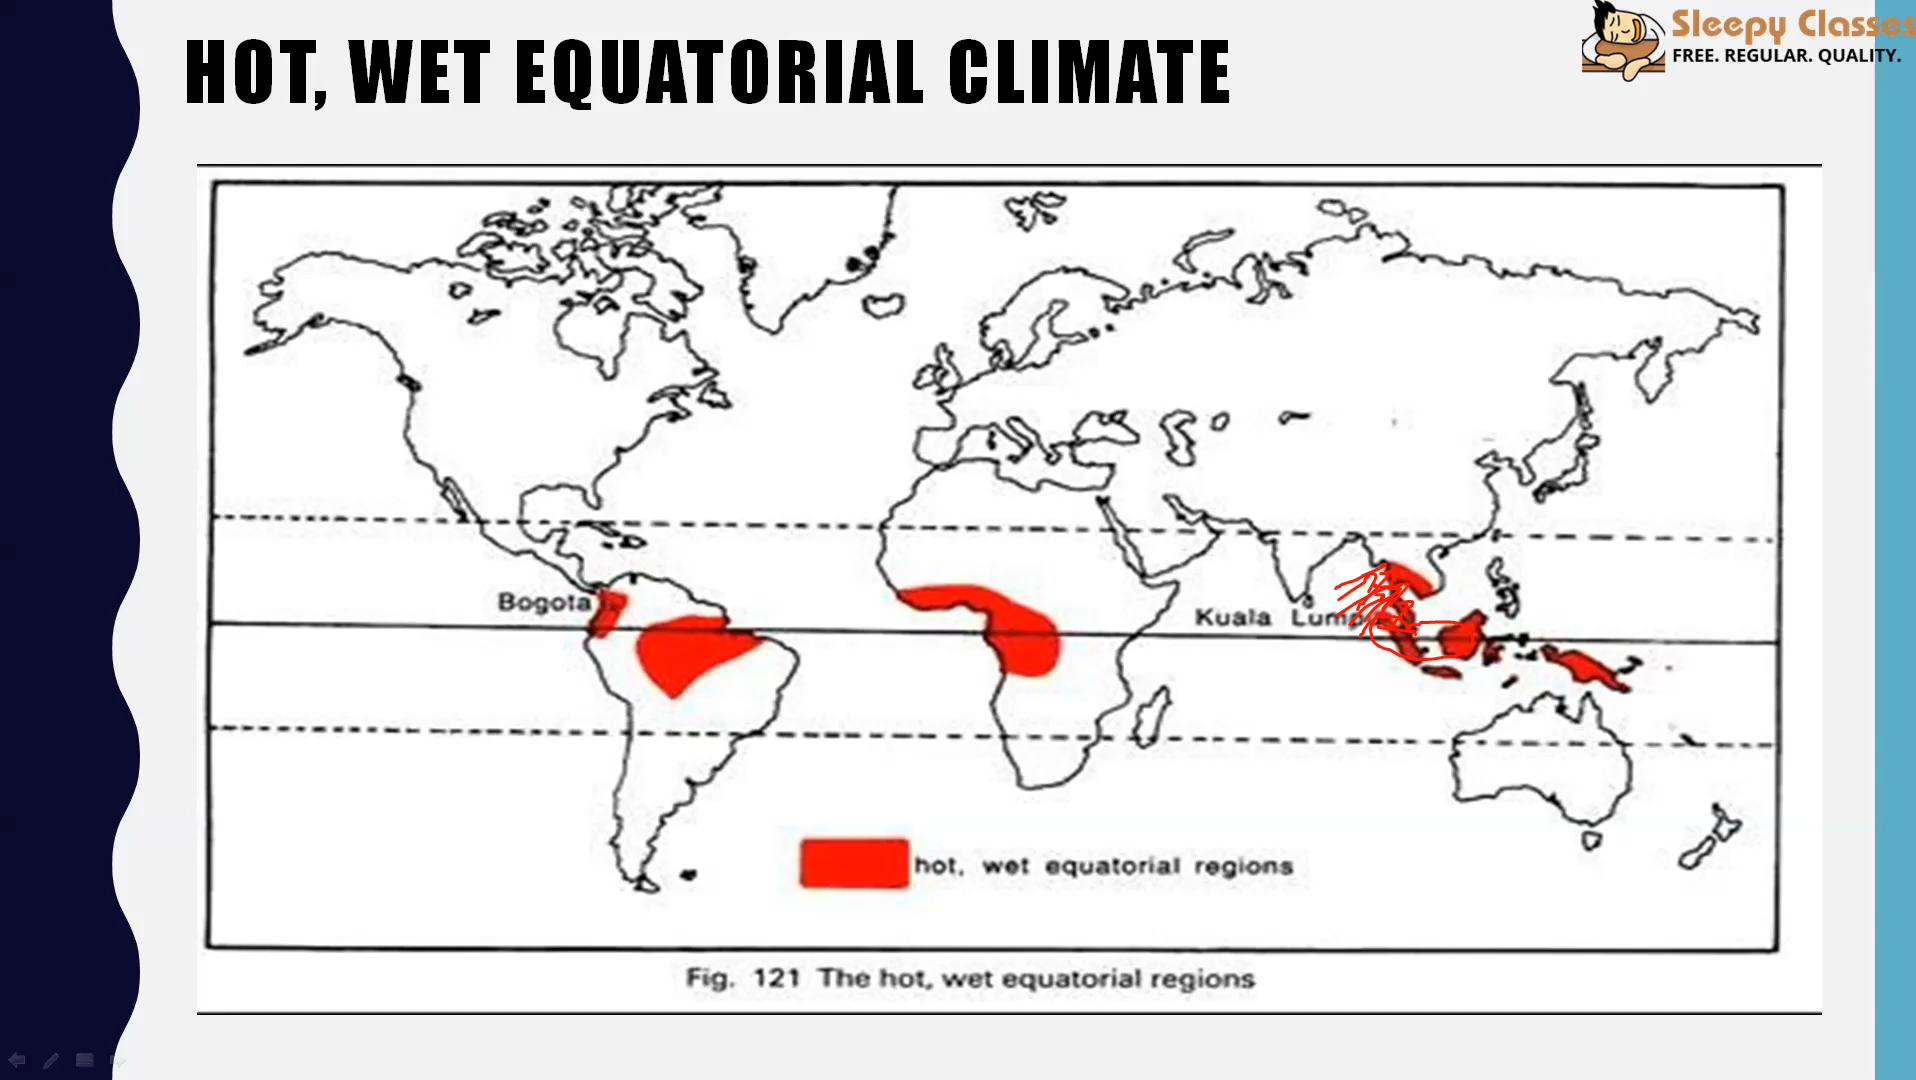 HOT, WET EQUATORIAL CLIMATE
Sleepy Classes
FREE. REGULAR. QUALITY.
Bogota
Kuala
hot, wet equatorial regions
Fig. 121 The hot, wet equatorial regions